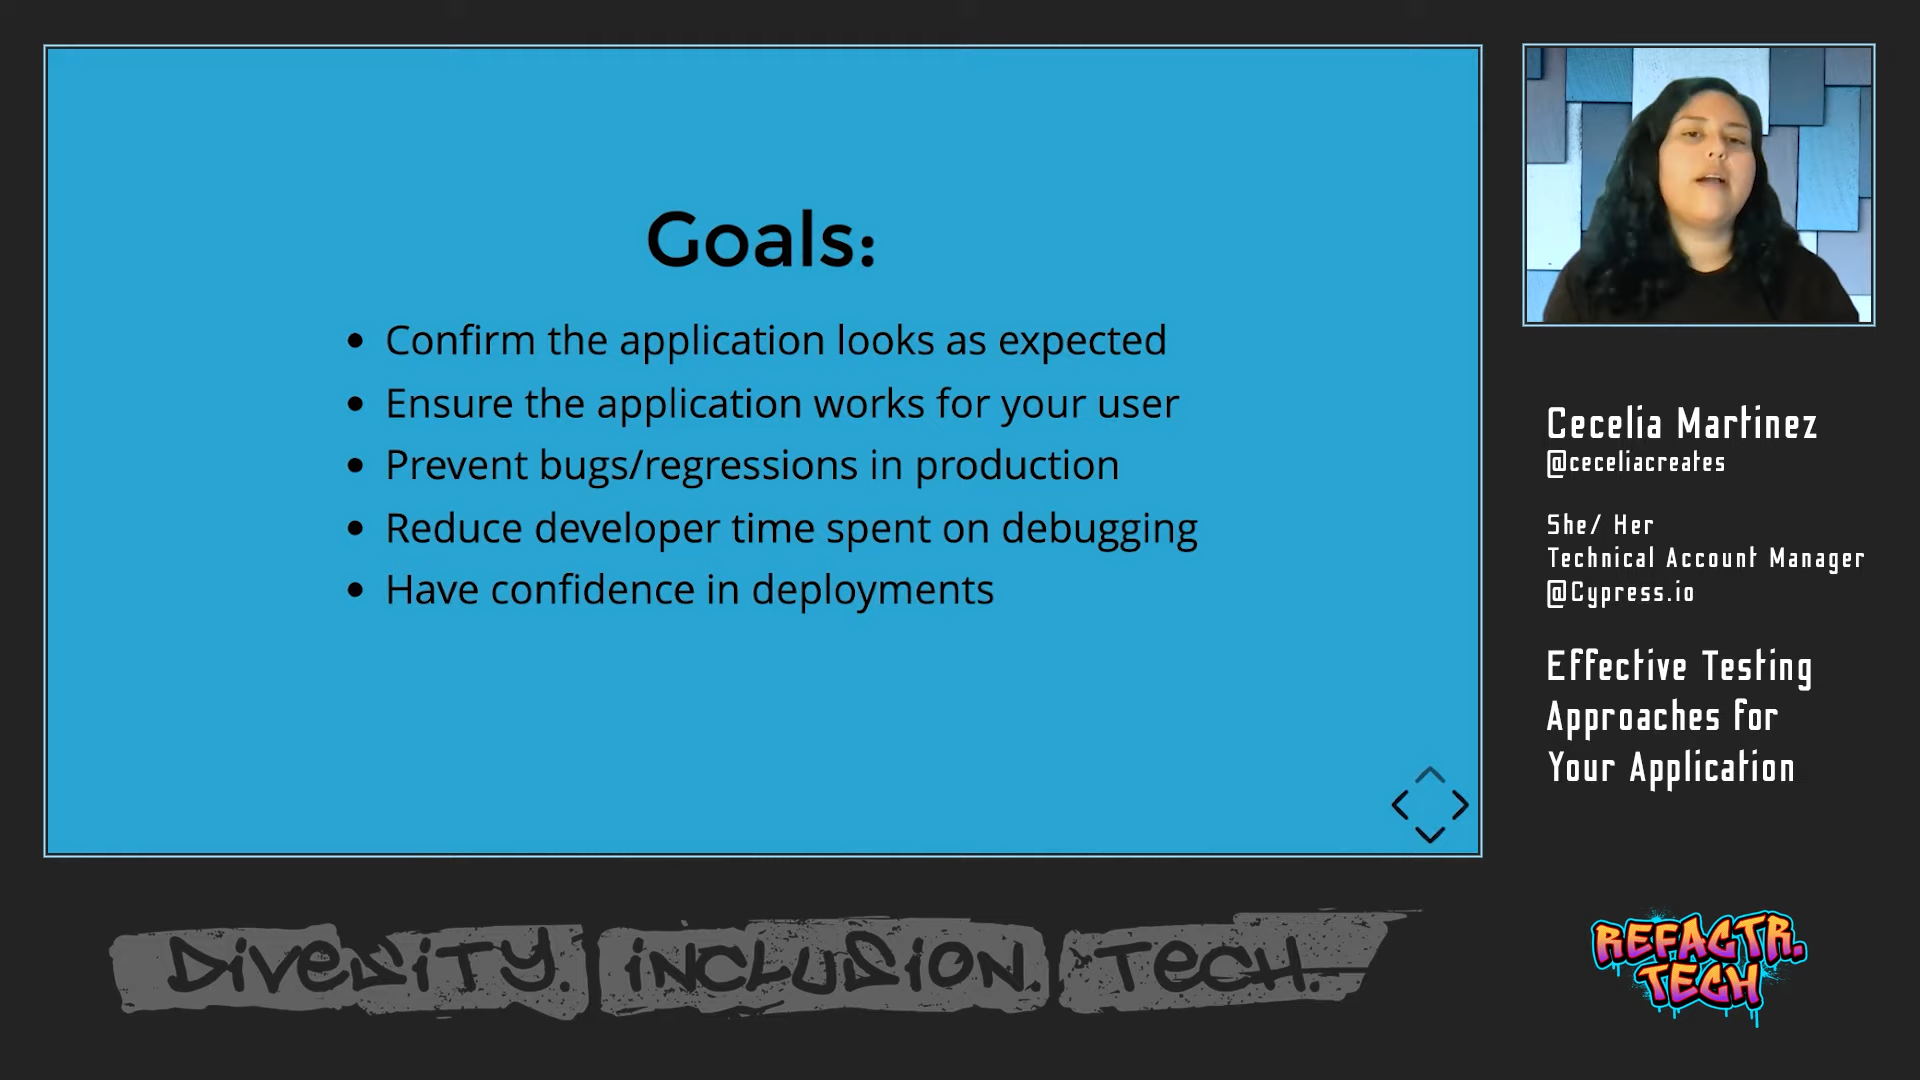 Goals:
• Confirm the application looks as expected
• Ensure the application works for your user
• Prevent bugs/regressions in production
• Reduce developer time spent on debugging
• Have confidence in deployments
Cecelia Martinez
@ceceliacreates
She/ Her
Technical Account Manager
@Cypress.io
Effective Testing
Approaches for
Your Application
DiVeRSiTY. iNCLUSiON. TeCH.
REFACTR.
TECH